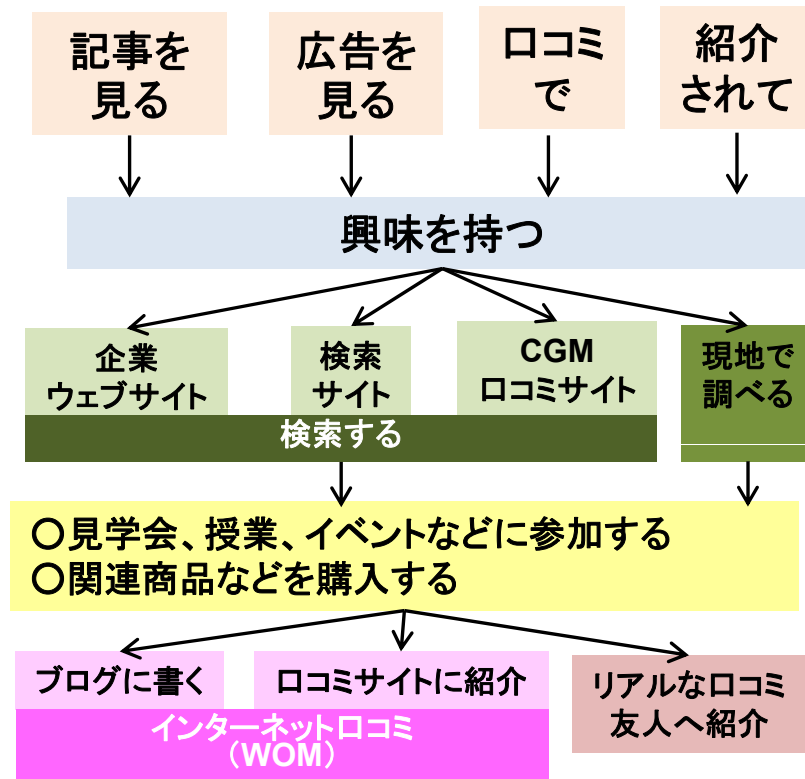 記事を
見る
広告を
見る
口コミ
で
紹介
されて
興味を持つ
企業
ウェブサイト
検索
サイト
CGM
口コミサイト
現地で
調べる
検索する
○見学会、授業、イベントなどに参加する
○関連商品などを購入する
ブログに書く
口コミサイトに紹介
リアルな口コミ
友人へ紹介
インターネット口コミ
（WOM）